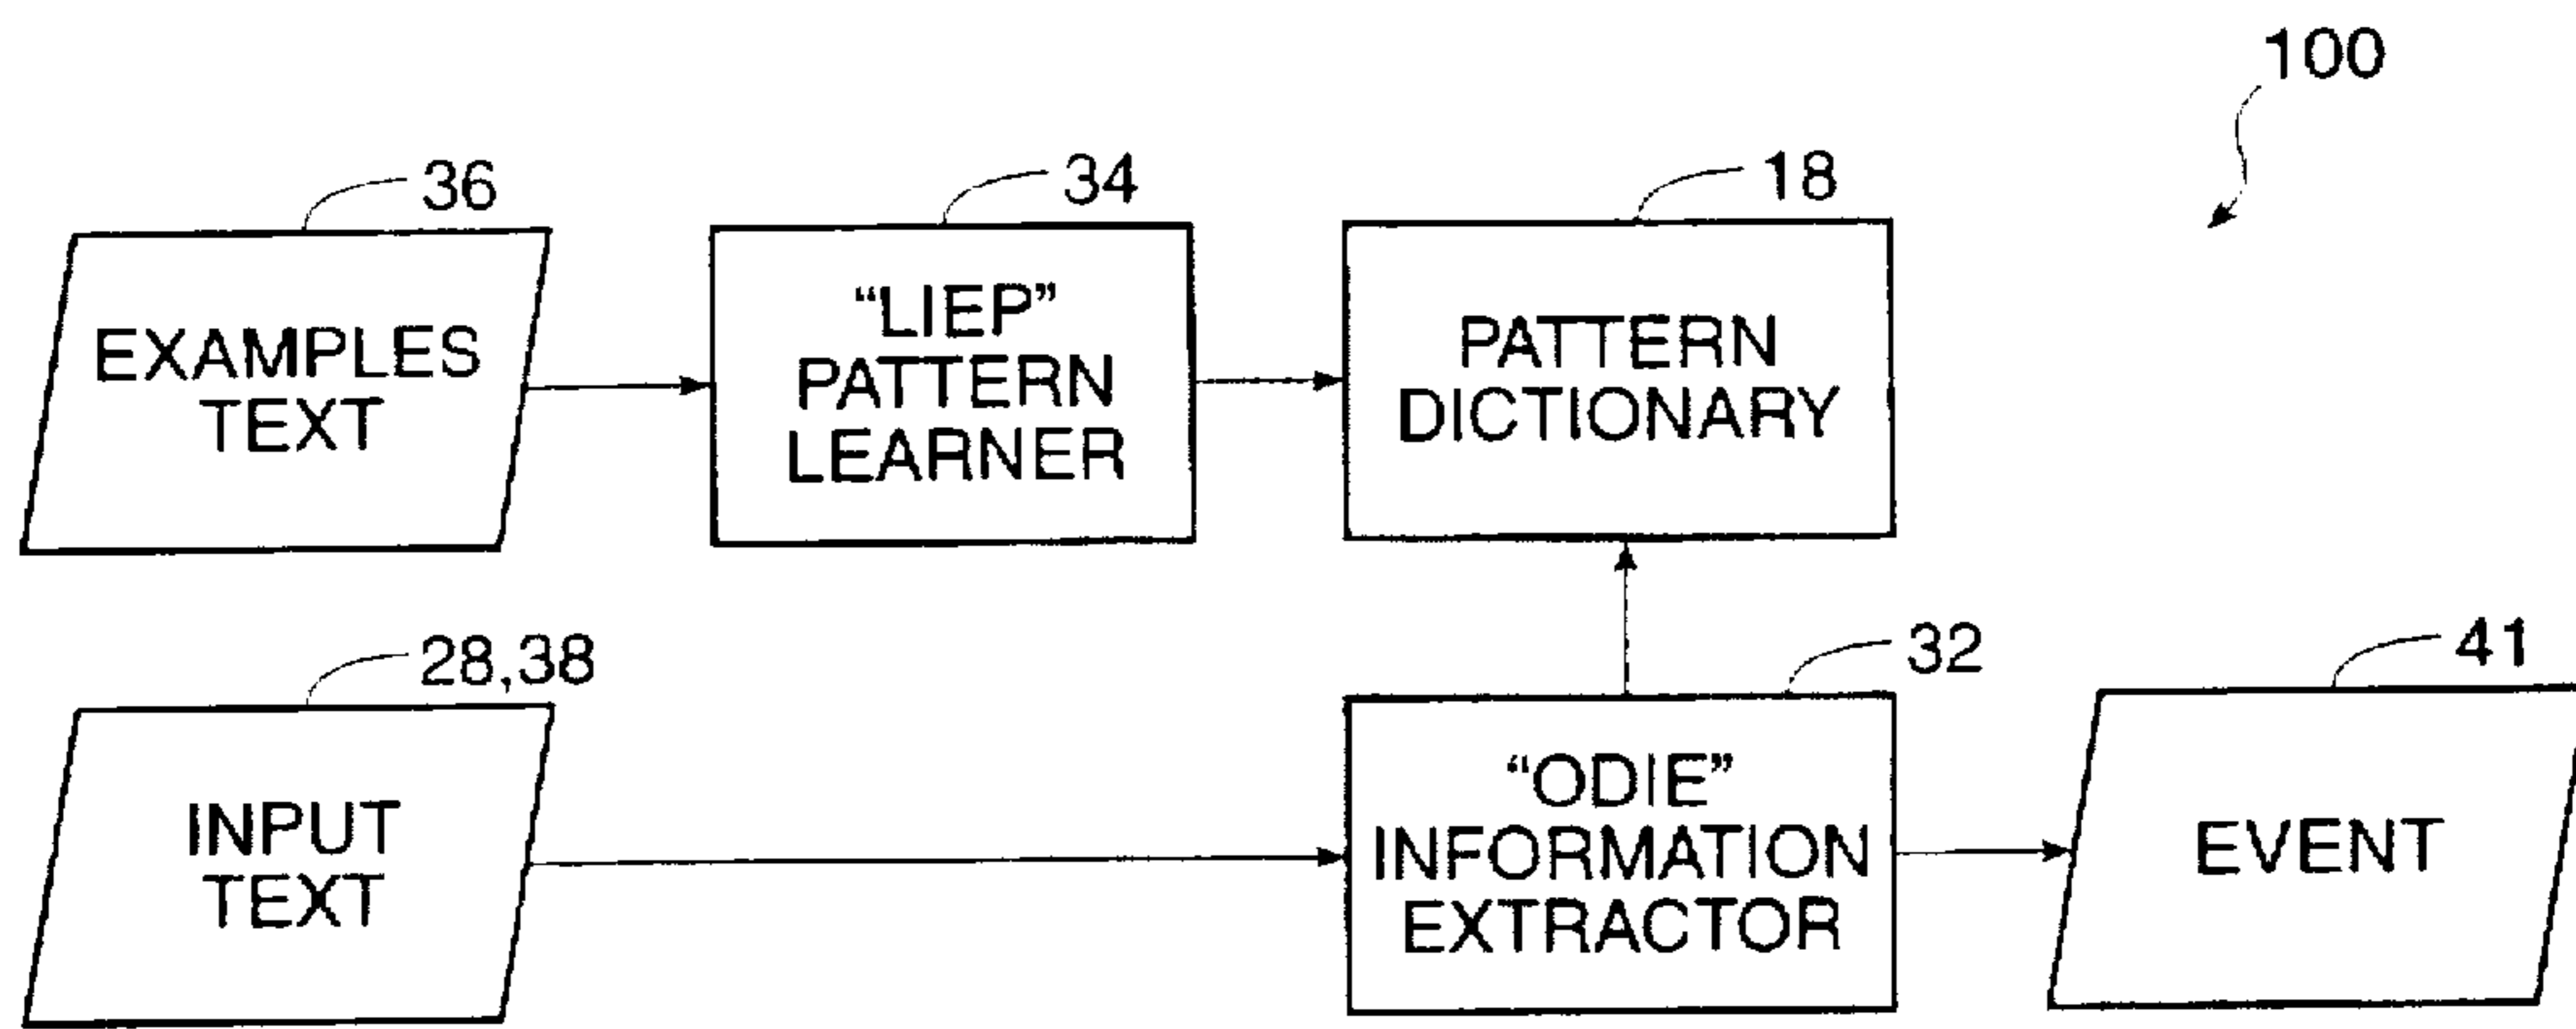 100
36
34
18
EXAMPLES
TEXT
“LIEP”
PATTERN
LEARNER
PATTERN
DICTIONARY
28,38
32
41
INPUT
TEXT
“ODIE”
INFORMATION
EXTRACTOR
EVENT